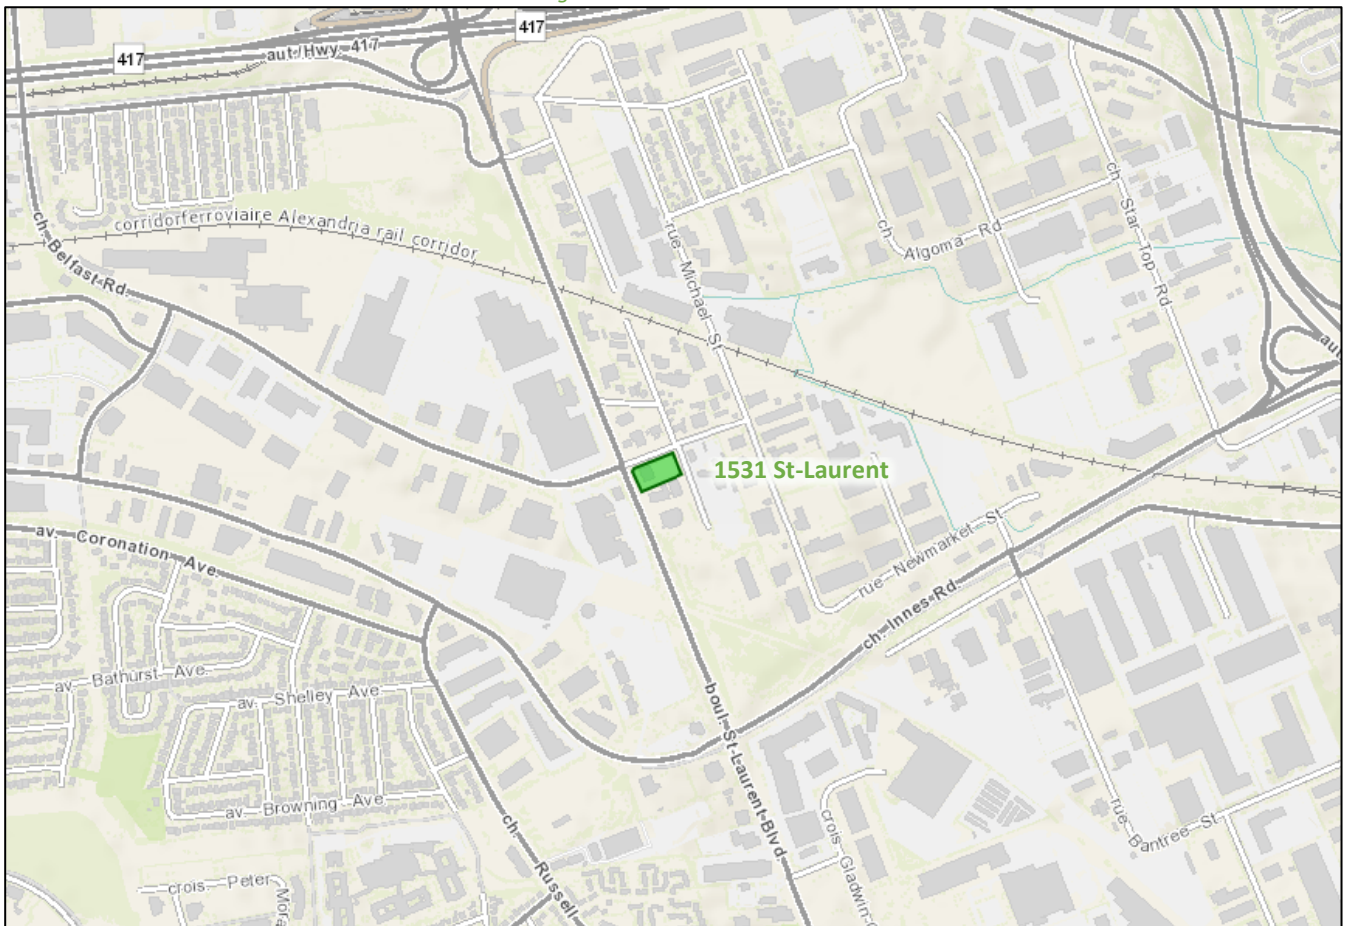 417
417
aut. Hwy. 417
ch. Belfast Rd.
corridorferroviaire Alexandria rail corridor
rue Michael St
ch. Algoma Rd
ch. Star Top Rd
aut
1531 St-Laurent
av. Coronation Ave.
rue Newmarket St
ch. Innes Rd.
av. Bathurst Ave.
av. Shelley Ave
boul. St-Laurent Blvd.
av. Browning Ave
ch. Russell
crois. Gladwin
rue Bantree St
crois. Peter
Mora